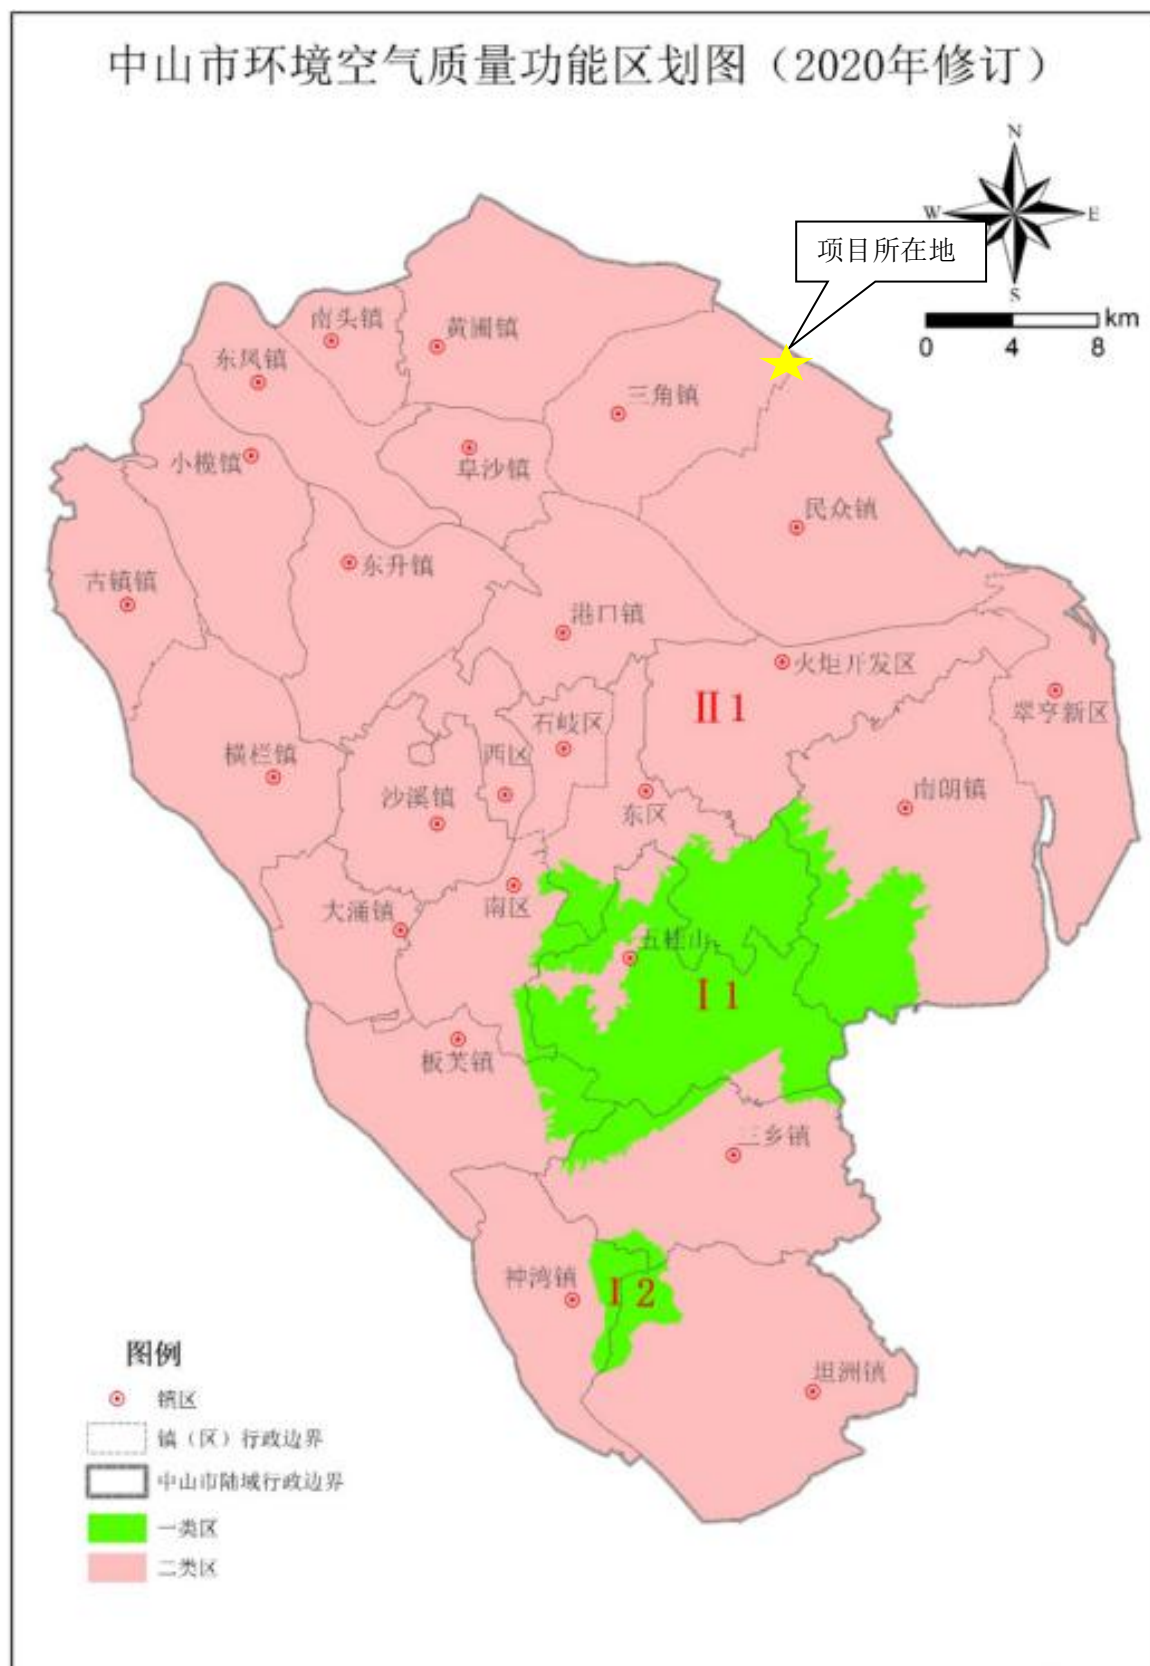 中山市环境空气质量功能区划图（2020年修订）
N
W
E
S
项目所在地
km
0 4 8
南头镇
黄圃镇
东凤镇
三角镇
小榄镇
阜沙镇
民众镇
东升镇
古镇镇
港口镇
火炬开发区
II 1
翠亨新区
石岐区
横栏镇
西区
沙溪镇
东区
南朗镇
大涌镇
南区
五桂山
I 1
板芙镇
三乡镇
神湾镇
I 2
坦洲镇
图例
镇区
镇（区）行政边界
中山市陆域行政边界
一类区
二类区